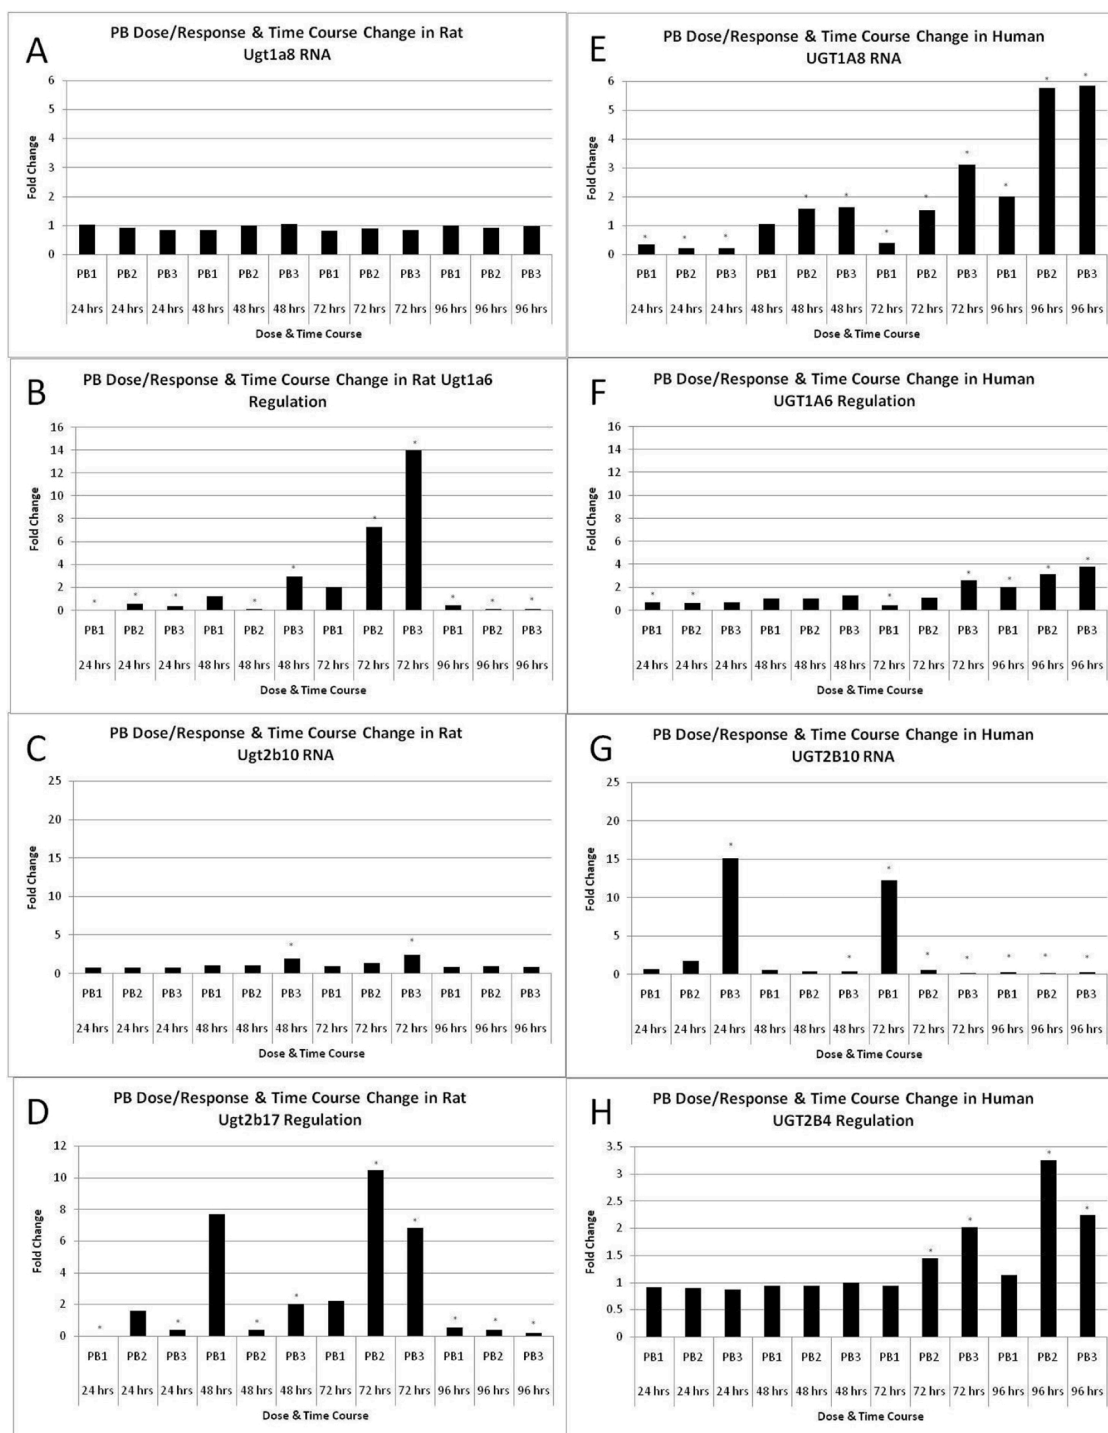 A
PB Dose/Response & Time Course Change in Rat
Ugt1a8 RNA
Fold Change
6
5
4
3
2
1
0
PB1 PB2 PB3 PB1 PB2 PB3 PB1 PB2 PB3 PB1 PB2 PB3
24 hrs 24 hrs 24 hrs 48 hrs 48 hrs 48 hrs 72 hrs 72 hrs 72 hrs 96 hrs 96 hrs 96 hrs
Dose & Time Course
E
PB Dose/Response & Time Course Change in Human
UGT1A8 RNA
Fold Change
6
5
4
3
2
1
0
* * * * * * * * * * *
PB1 PB2 PB3 PB1 PB2 PB3 PB1 PB2 PB3 PB1 PB2 PB3
24 hrs 24 hrs 24 hrs 48 hrs 48 hrs 48 hrs 72 hrs 72 hrs 72 hrs 96 hrs 96 hrs 96 hrs
Dose & Time Course
B
PB Dose/Response & Time Course Change in Rat Ugt1a6
Regulation
Fold Change
16
14
12
10
8
6
4
2
0
* * * * * * * * * *
PB1 PB2 PB3 PB1 PB2 PB3 PB1 PB2 PB3 PB1 PB2 PB3
24 hrs 24 hrs 24 hrs 48 hrs 48 hrs 48 hrs 72 hrs 72 hrs 72 hrs 96 hrs 96 hrs 96 hrs
Dose & Time Course
F
PB Dose/Response & Time Course Change in Human
UGT1A6 Regulation
Fold Change
16
14
12
10
8
6
4
2
0
* * * * * * *
PB1 PB2 PB3 PB1 PB2 PB3 PB1 PB2 PB3 PB1 PB2 PB3
24 hrs 24 hrs 24 hrs 48 hrs 48 hrs 48 hrs 72 hrs 72 hrs 72 hrs 96 hrs 96 hrs 96 hrs
Dose & Time Course
C
PB Dose/Response & Time Course Change in Rat
Ugt2b10 RNA
Fold Change
25
20
15
10
5
0
* *
PB1 PB2 PB3 PB1 PB2 PB3 PB1 PB2 PB3 PB1 PB2 PB3
24 hrs 24 hrs 24 hrs 48 hrs 48 hrs 48 hrs 72 hrs 72 hrs 72 hrs 96 hrs 96 hrs 96 hrs
Dose & Time Course
G
PB Dose/Response & Time Course Change in Human
UGT2B10 RNA
Fold Change
25
20
15
10
5
0
* * * * * * * *
PB1 PB2 PB3 PB1 PB2 PB3 PB1 PB2 PB3 PB1 PB2 PB3
24 hrs 24 hrs 24 hrs 48 hrs 48 hrs 48 hrs 72 hrs 72 hrs 72 hrs 96 hrs 96 hrs 96 hrs
Dose & Time Course
D
PB Dose/Response & Time Course Change in Rat
Ugt2b17 Regulation
Fold Change
12
10
8
6
4
2
0
* * * * * * * * *
PB1 PB2 PB3 PB1 PB2 PB3 PB1 PB2 PB3 PB1 PB2 PB3
24 hrs 24 hrs 24 hrs 48 hrs 48 hrs 48 hrs 72 hrs 72 hrs 72 hrs 96 hrs 96 hrs 96 hrs
Dose & Time Course
H
PB Dose/Response & Time Course Change in Human
UGT2B4 Regulation
Fold Change
3.5
3
2.5
2
1.5
1
0.5
0
* * * *
PB1 PB2 PB3 PB1 PB2 PB3 PB1 PB2 PB3 PB1 PB2 PB3
24 hrs 24 hrs 24 hrs 48 hrs 48 hrs 48 hrs 72 hrs 72 hrs 72 hrs 96 hrs 96 hrs 96 hrs
Dose & Time Course